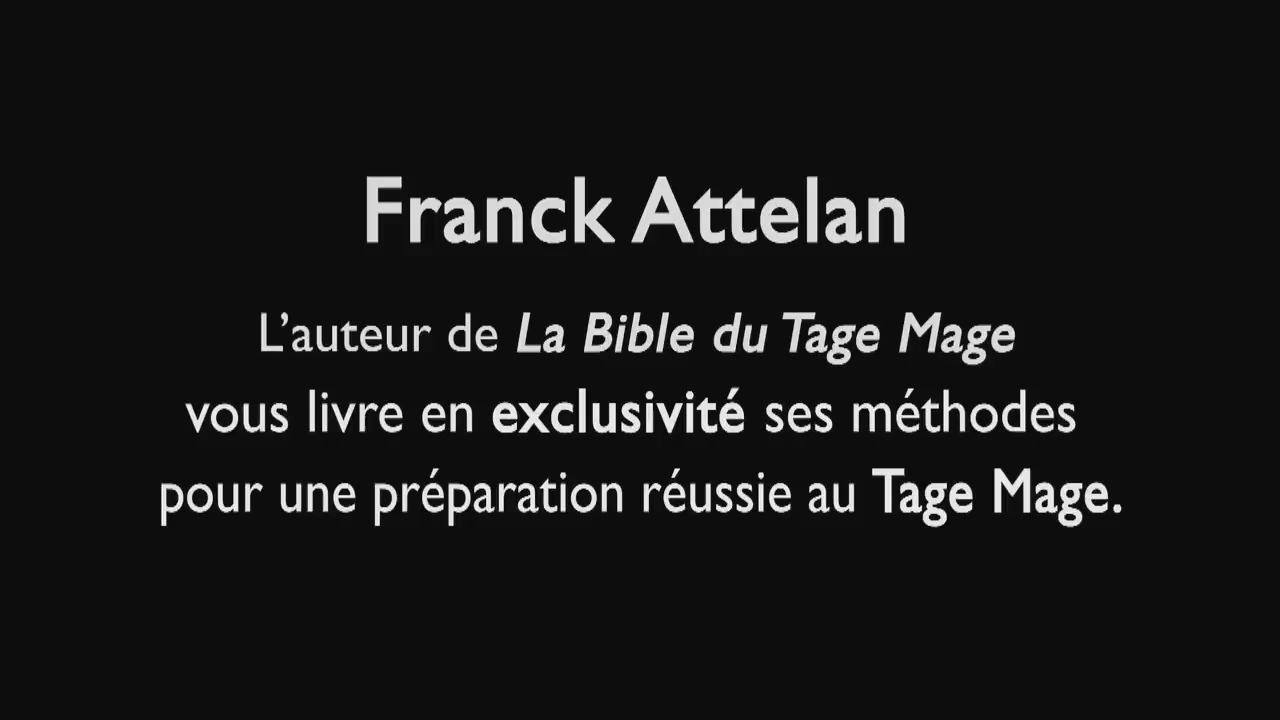 Franck Attelan
L’auteur de La Bible du Tage Mage
vous livre en exclusivité ses méthodes
pour une préparation réussie au Tage Mage.